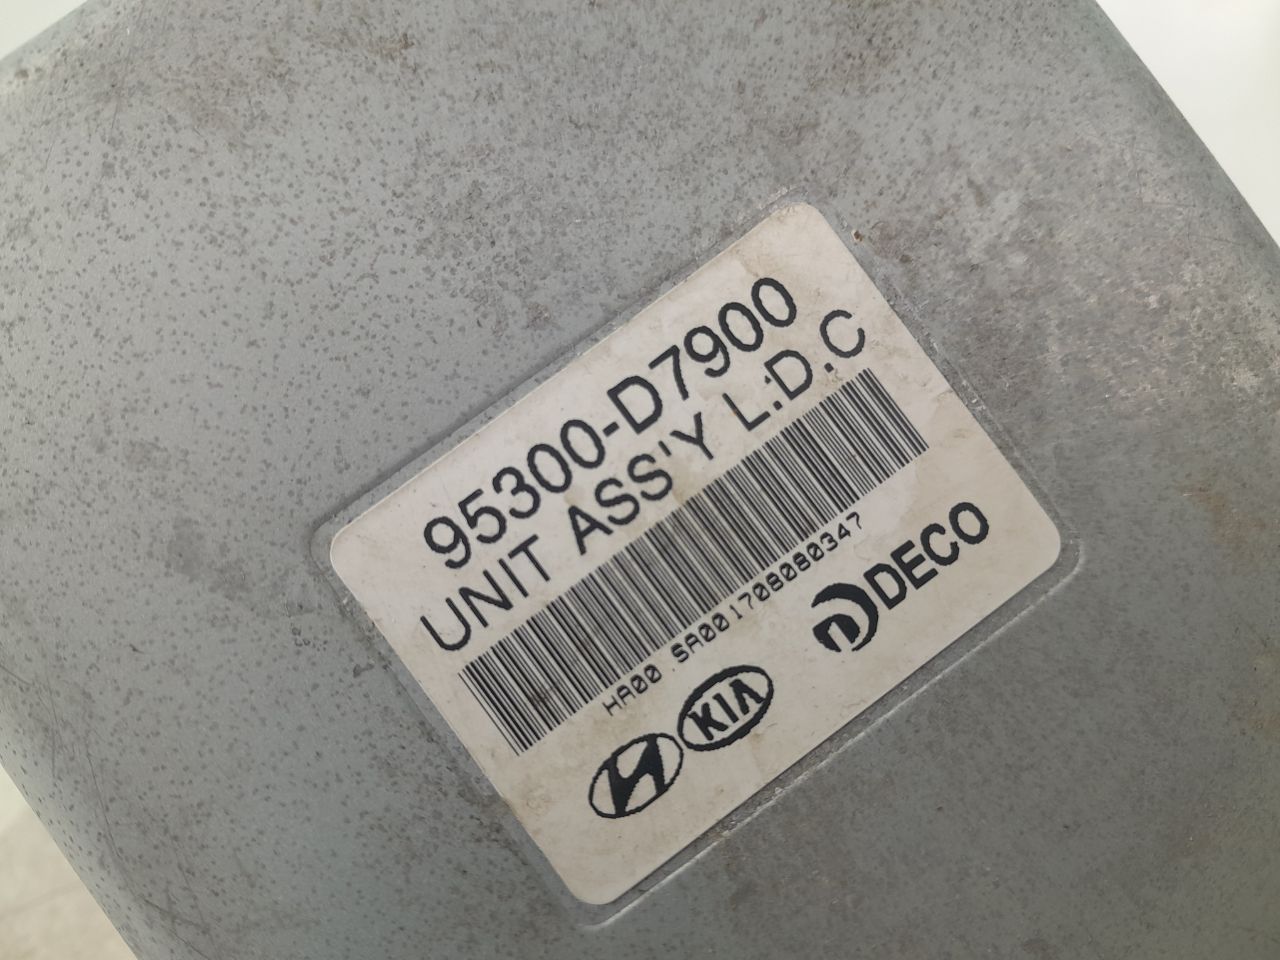 95300-D7900
UNIT ASS'Y L.D.C
HA00 SA001708080347
KIA
DECO